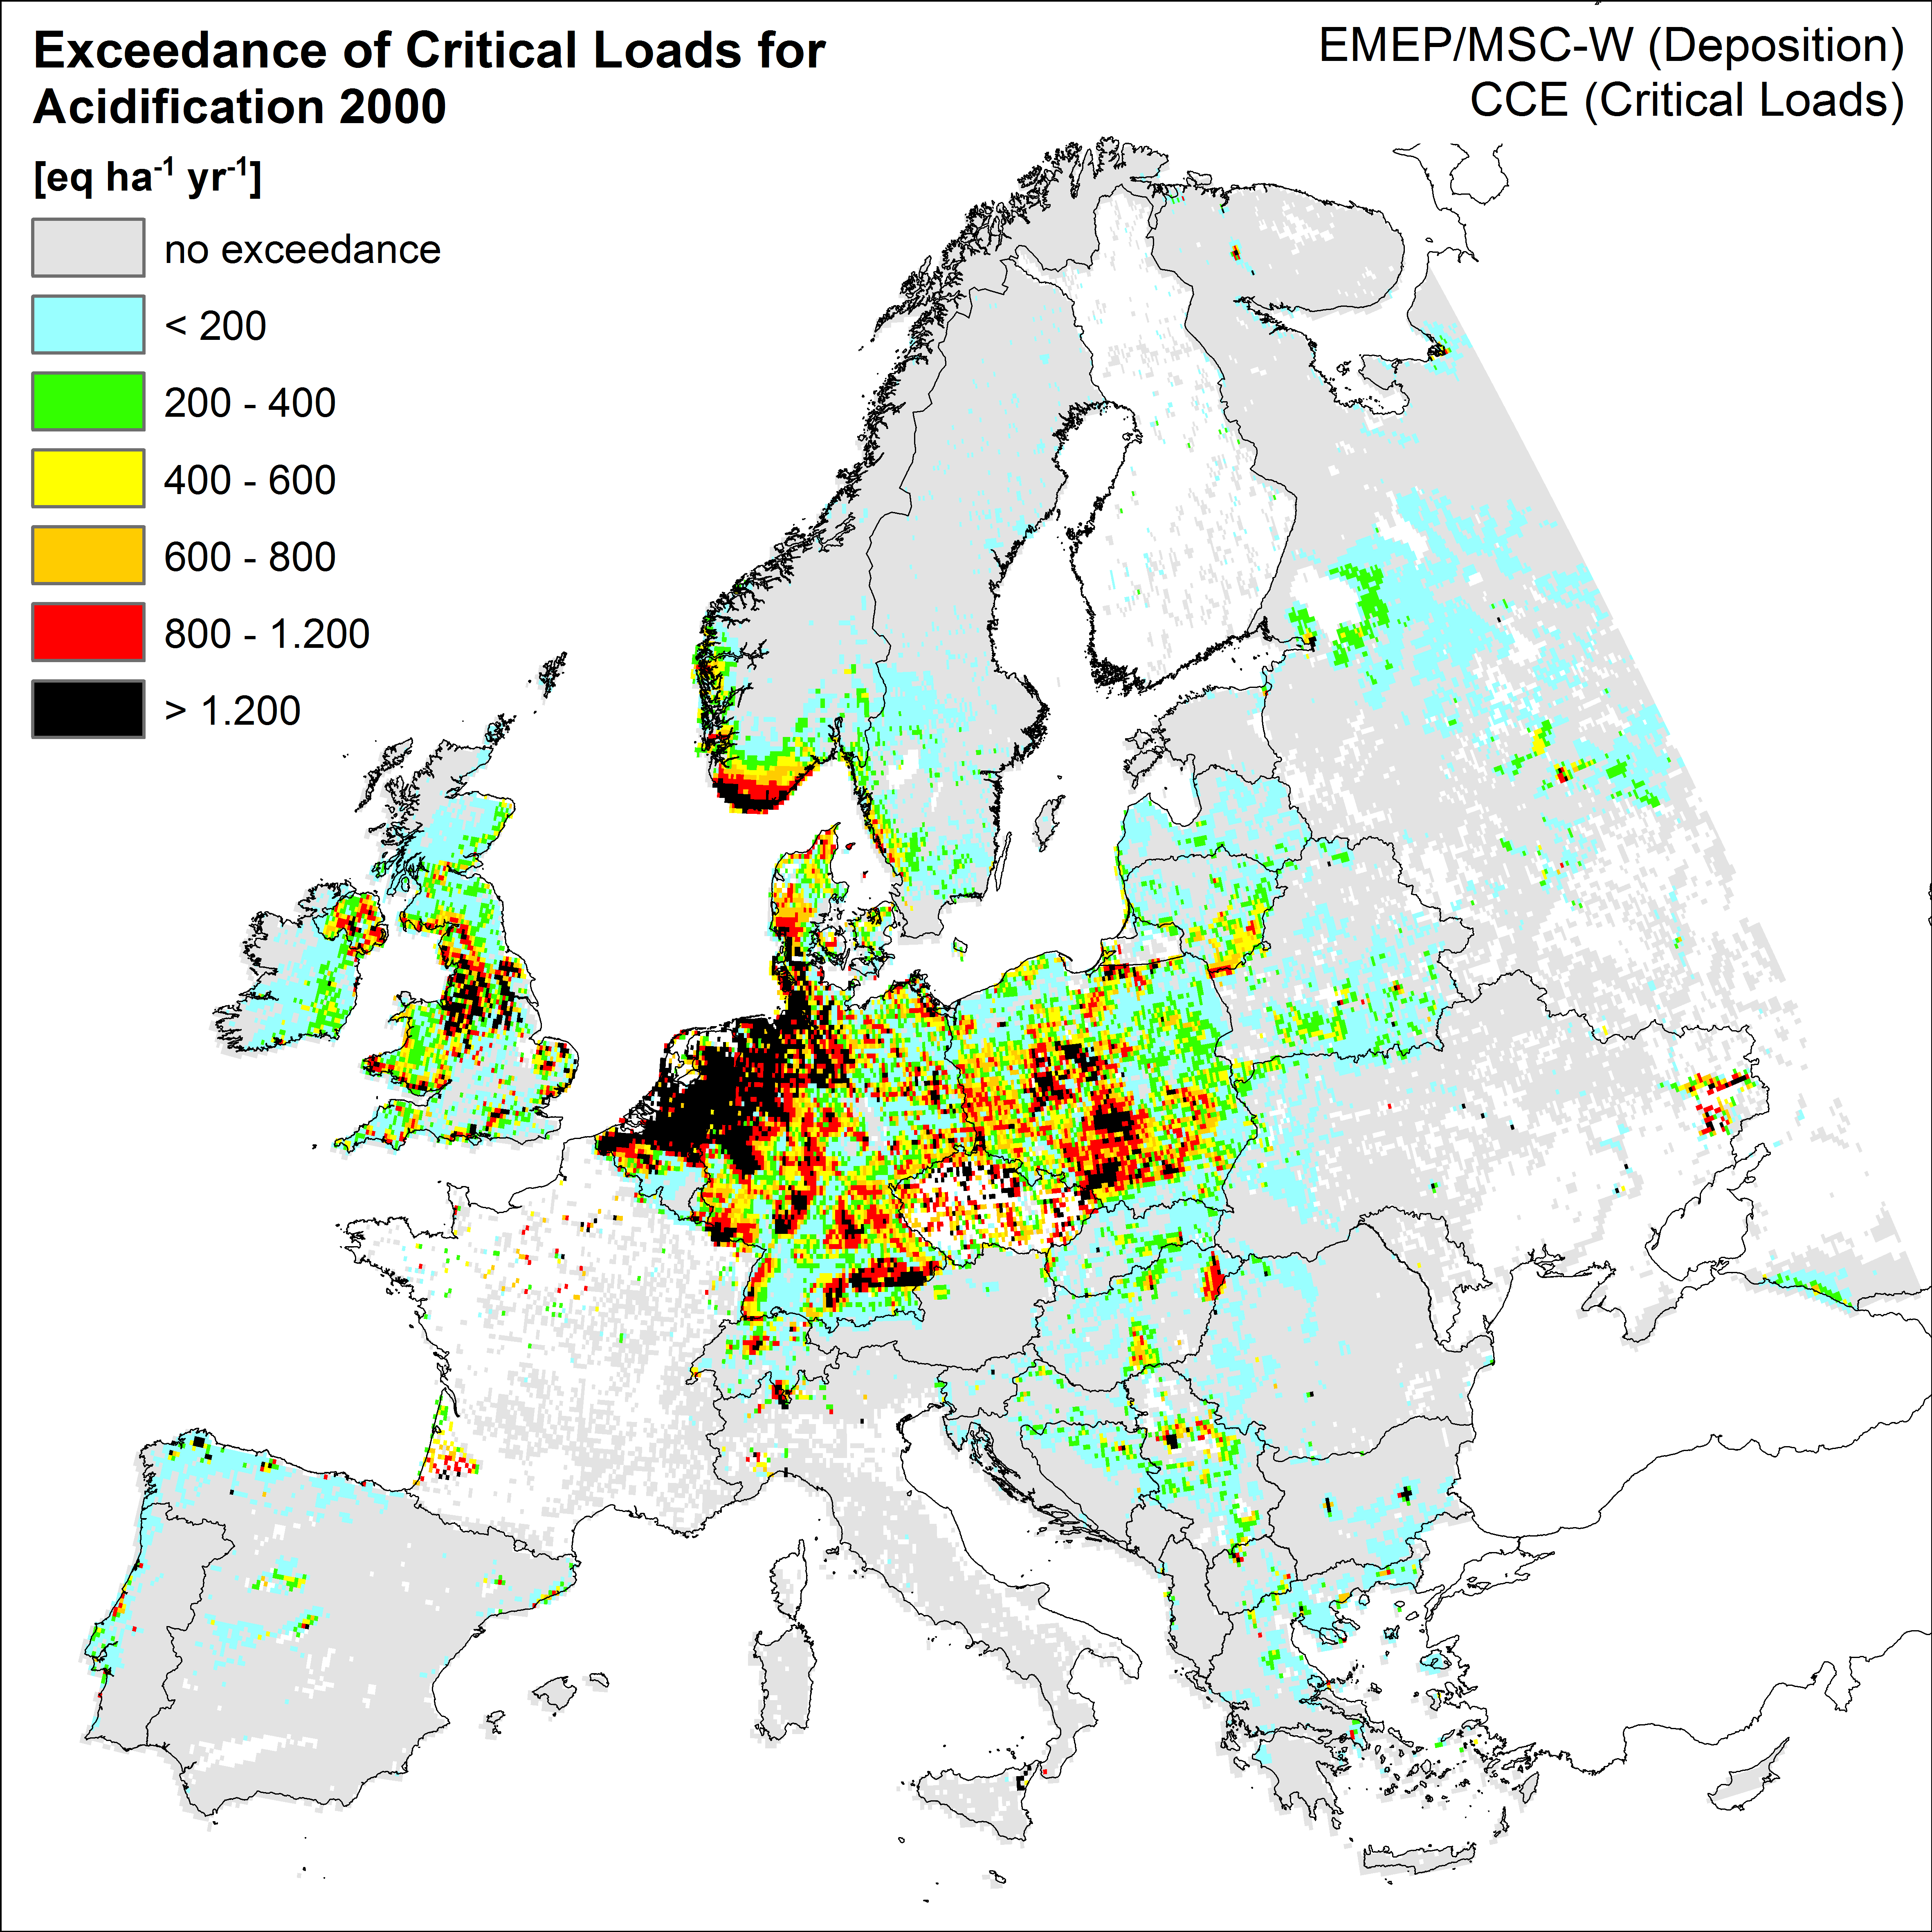 Exceedance of Critical Loads for
Acidification 2000
EMEP/MSC-W (Deposition)
CCE (Critical Loads)
[eq ha⁻¹ yr⁻¹]
no exceedance
< 200
200 - 400
400 - 600
600 - 800
800 - 1.200
> 1.200